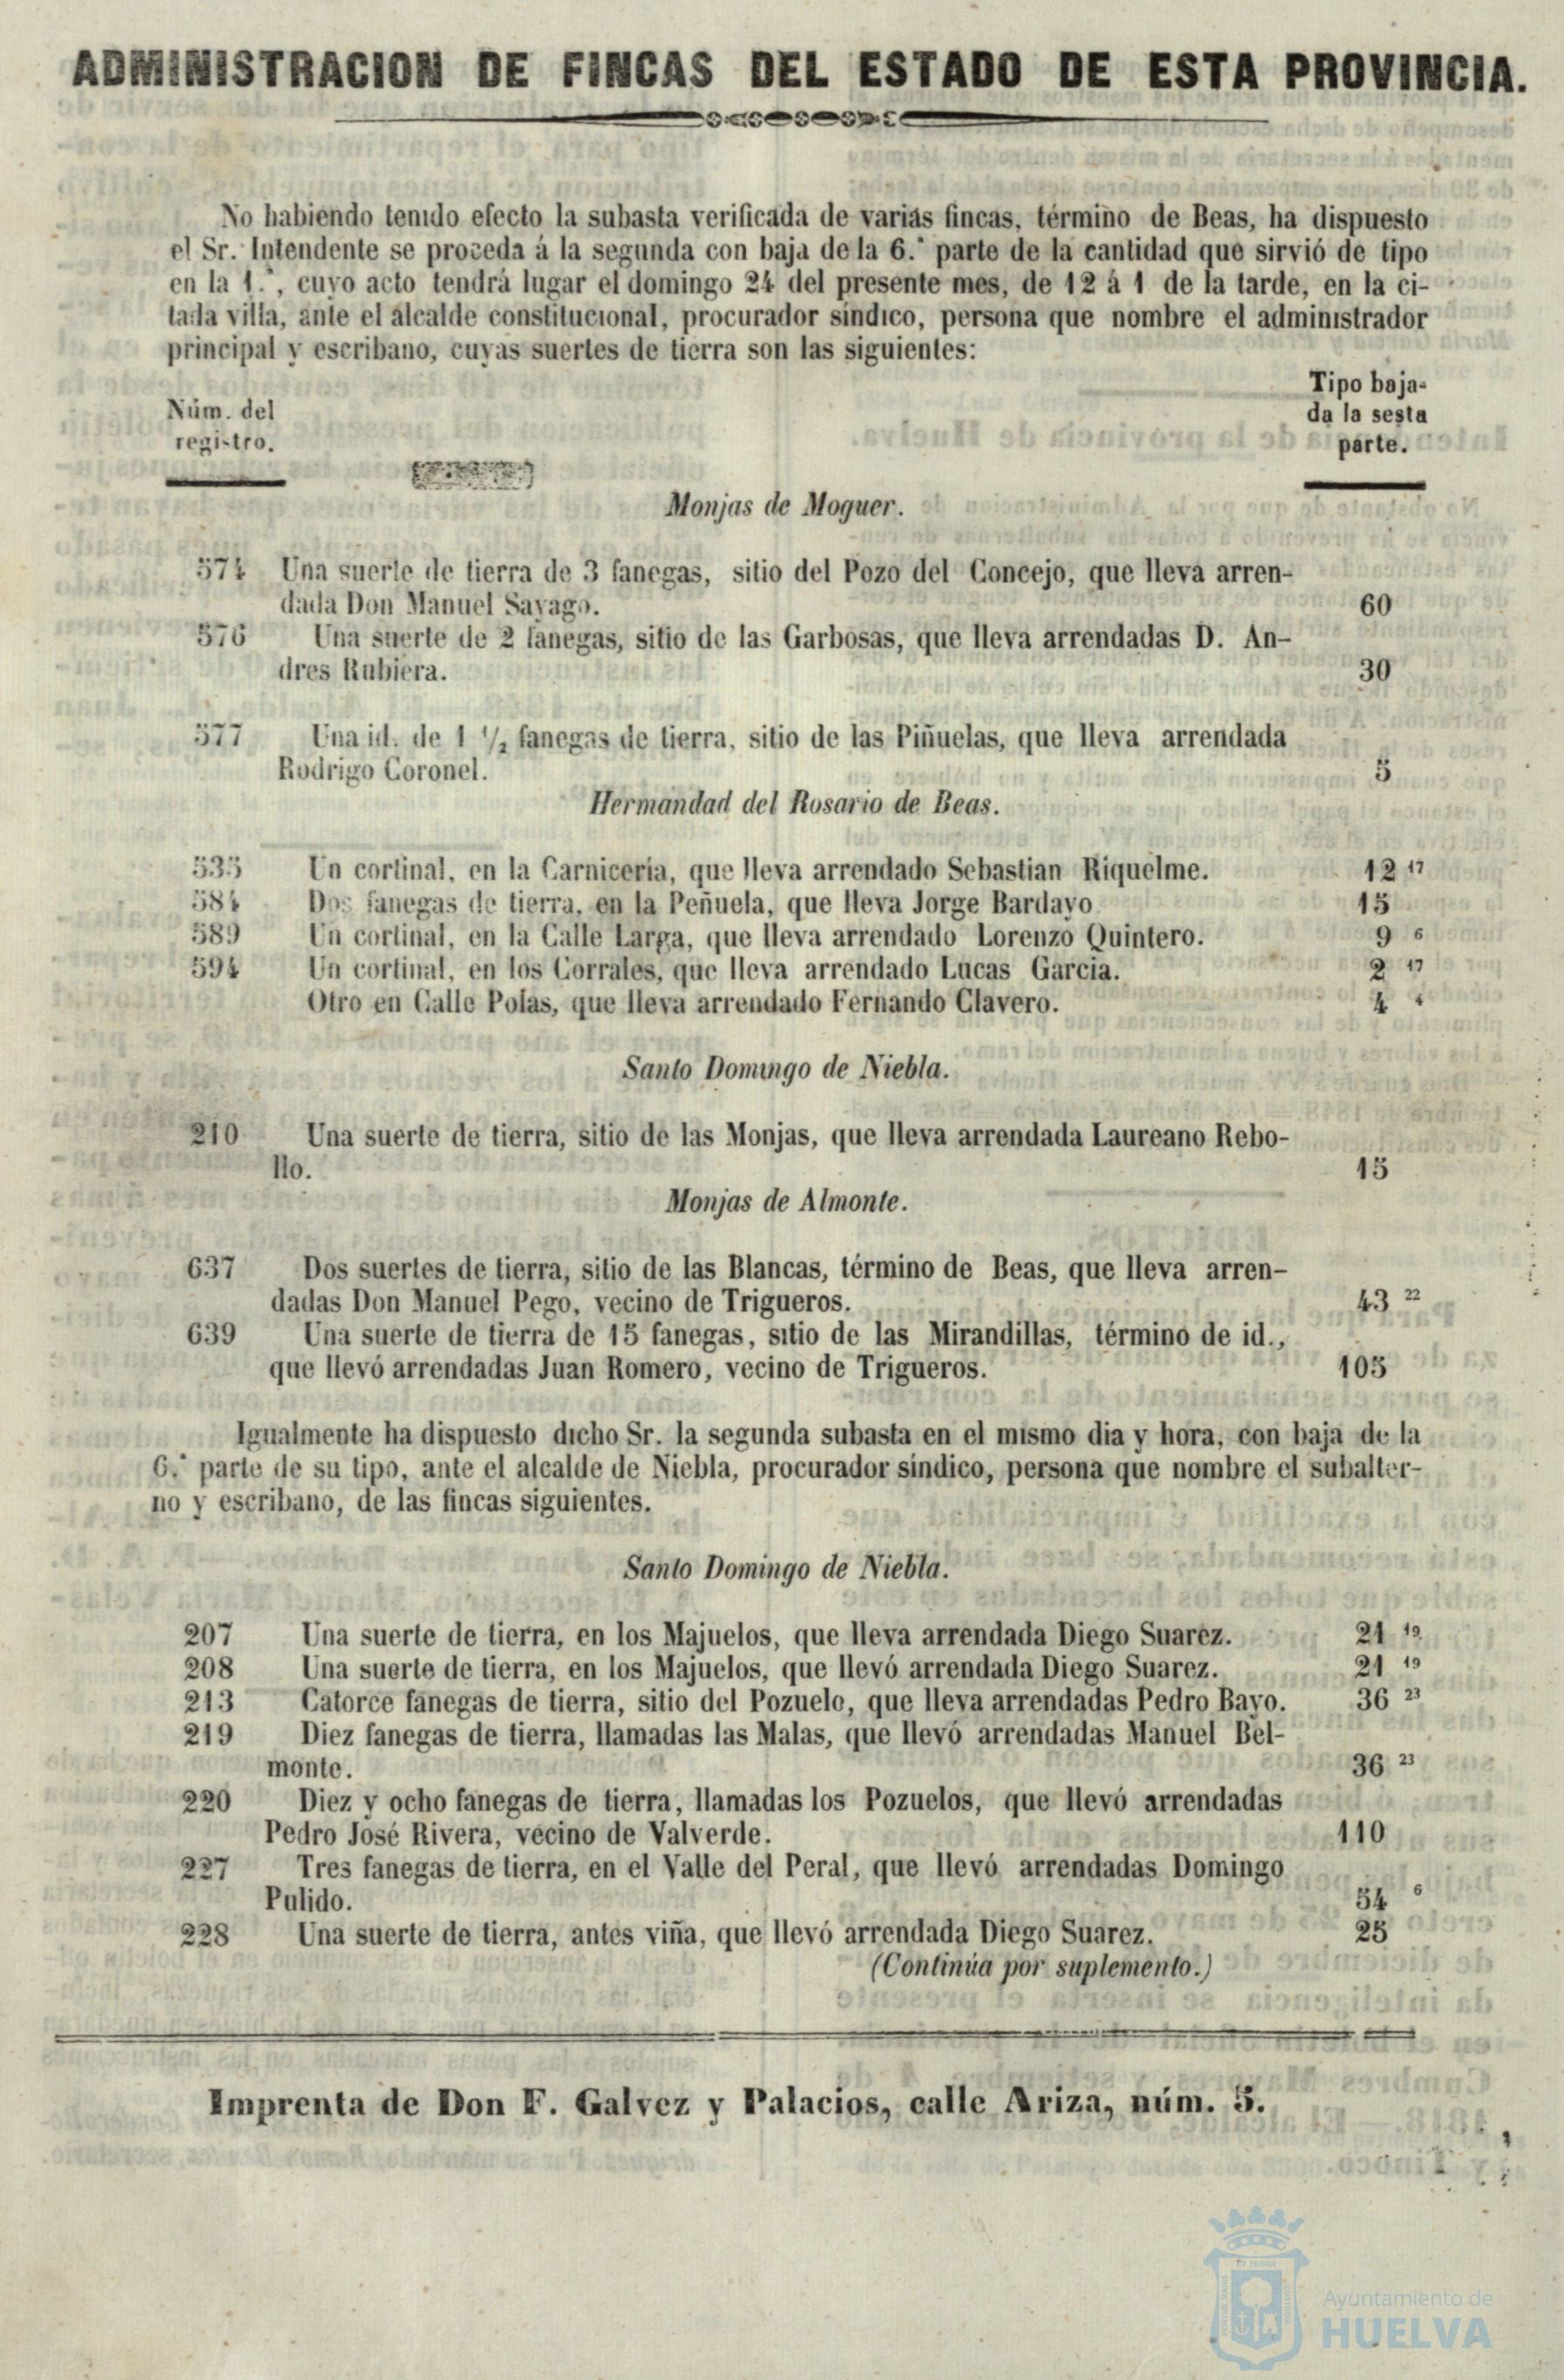 ADMINISTRACION DE FINCAS DEL ESTADO DE ESTA PROVINCIA.
No habiendo tenido efecto la subasta verificada de varias fincas, término de Beas, ha dispuesto
el Sr. Intendente se proceda á la segunda con baja de la 6.ª parte de la cantidad que sirvió de tipo
en la 1.ª, cuyo acto tendrá lugar el domingo 24 del presente mes, de 12 á 1 de la tarde, en la ci-
tada villa, ante el alcalde constitucional, procurador síndico, persona que nombre el administrador
principal y escribano, cuyas suertes de tierra son las siguientes:
Núm. del
registro.
Tipo baja-
da la sesta
parte.
Monjas de Moguer.
574 Una suerte de tierra de 3 fanegas, sitio del Pozo del Concejo, que lleva arren-
dada Don Manuel Sayago. 60
576 Una suerte de 2 fanegas, sitio de las Garbosas, que lleva arrendadas D. An-
dres Rubiera. 30
577 Una id. de 1 1/2 fanegas de tierra, sitio de las Piñuelas, que lleva arrendada
Rodrigo Coronel. 5
Hermandad del Rosario de Beas.
535 Un cortinal, en la Carnicería, que lleva arrendado Sebastian Riquelme. 12 17
584 Dos fanegas de tierra, en la Peñuela, que lleva Jorge Bardayo 15
589 Un cortinal, en la Calle Larga, que lleva arrendado Lorenzo Quintero. 9 6
594 Un cortinal, en los Corrales, que lleva arrendado Lucas Garcia. 2 17
Otro en Calle Polas, que lleva arrendado Fernando Clavero. 4 4
Santo Domingo de Niebla.
210 Una suerte de tierra, sitio de las Monjas, que lleva arrendada Laureano Rebo-
llo. 15
Monjas de Almonte.
637 Dos suertes de tierra, sitio de las Blancas, término de Beas, que lleva arren-
dadas Don Manuel Pego, vecino de Trigueros. 43 22
639 Una suerte de tierra de 15 fanegas, sitio de las Mirandillas, término de id.,
que llevó arrendadas Juan Romero, vecino de Trigueros. 105
Igualmente ha dispuesto dicho Sr. la segunda subasta en el mismo dia y hora, con baja de la
6.ª parte de su tipo, ante el alcalde de Niebla, procurador síndico, persona que nombre el subalter-
no y escribano, de las fincas siguientes.
Santo Domingo de Niebla.
207 Una suerte de tierra, en los Majuelos, que lleva arrendada Diego Suarez. 21 19
208 Una suerte de tierra, en los Majuelos, que llevó arrendada Diego Suarez. 21 19
213 Catorce fanegas de tierra, sitio del Pozuelo, que lleva arrendadas Pedro Bayo. 36 23
219 Diez fanegas de tierra, llamadas las Malas, que llevó arrendadas Manuel Bel-
monte. 36 23
220 Diez y ocho fanegas de tierra, llamadas los Pozuelos, que llevó arrendadas
Pedro José Rivera, vecino de Valverde. 110
227 Tres fanegas de tierra, en el Valle del Peral, que llevó arrendadas Domingo
Pulido. 54 6
228 Una suerte de tierra, antes viña, que llevó arrendada Diego Suarez. 25
(Continúa por suplemento.)
Imprenta de Don F. Galvez y Palacios, calle Ariza, núm. 5.
Ayuntamiento de
HUELVA